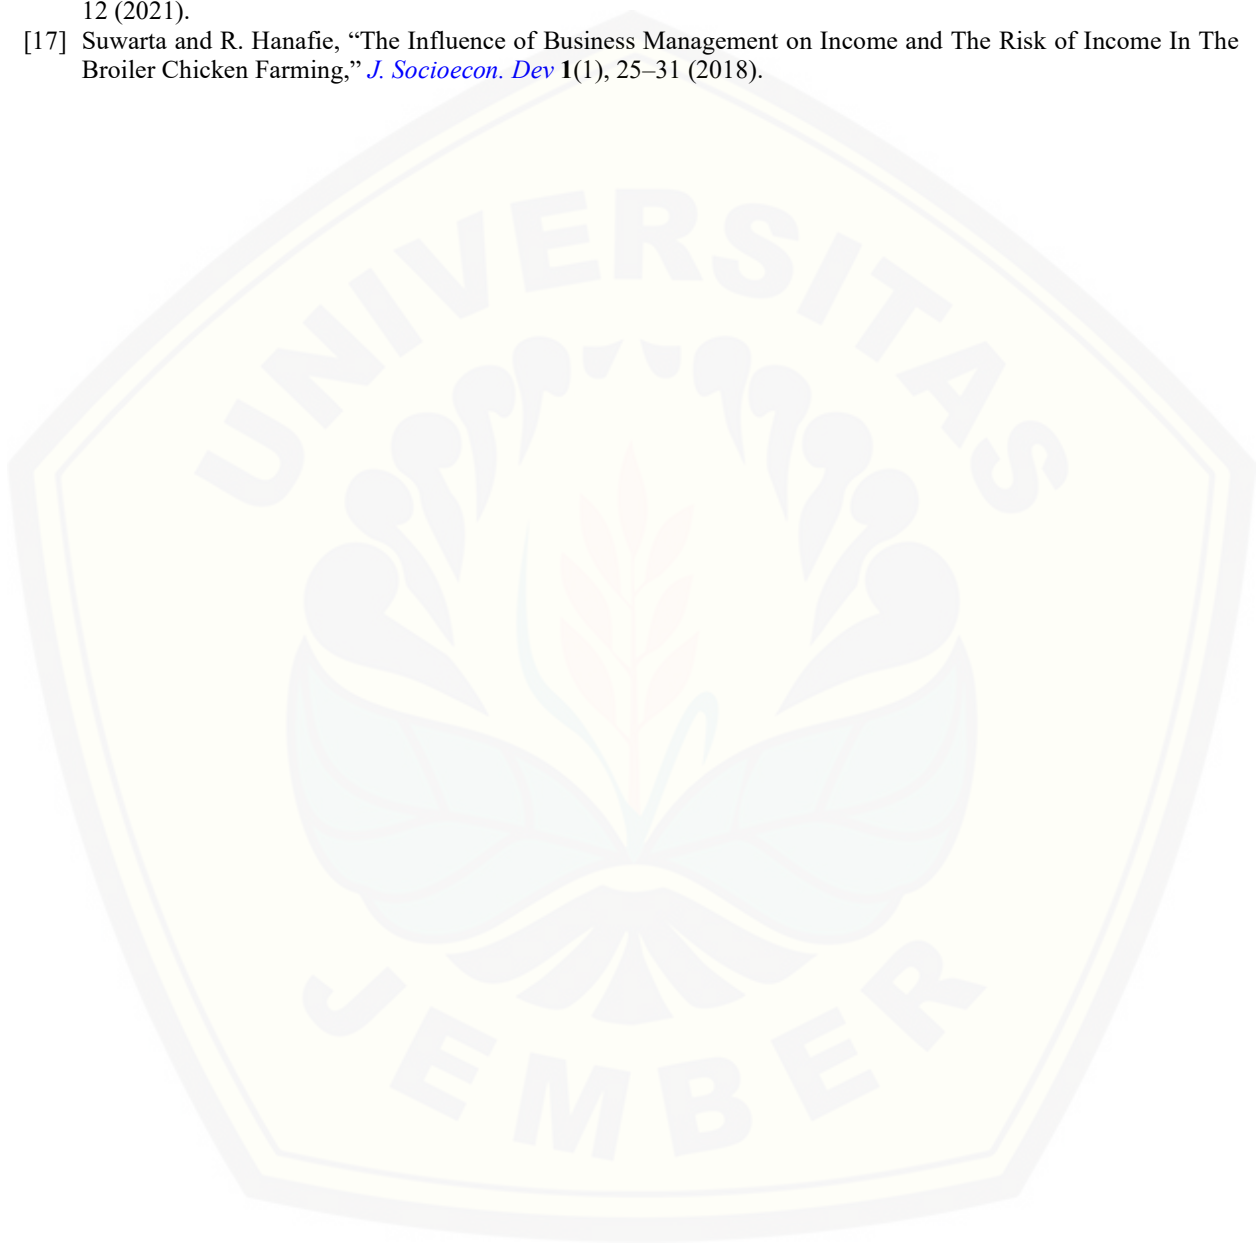 12 (2021).
[17] Suwarta and R. Hanafie, “The Influence of Business Management on Income and The Risk of Income In The
Broiler Chicken Farming,” J. Socioecon. Dev 1(1), 25–31 (2018).
UNIVERSITAS
JEMBER